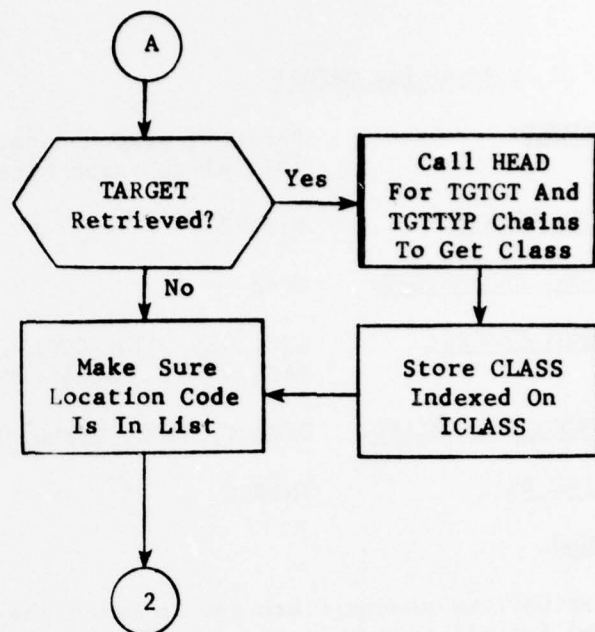 A
TARGET
Retrieved?
Yes
Call HEAD
For TGTGT And
TGTTYP Chains
To Get Class
No
Make Sure
Location Code
Is In List
Store CLASS
Indexed On
ICLASS
2